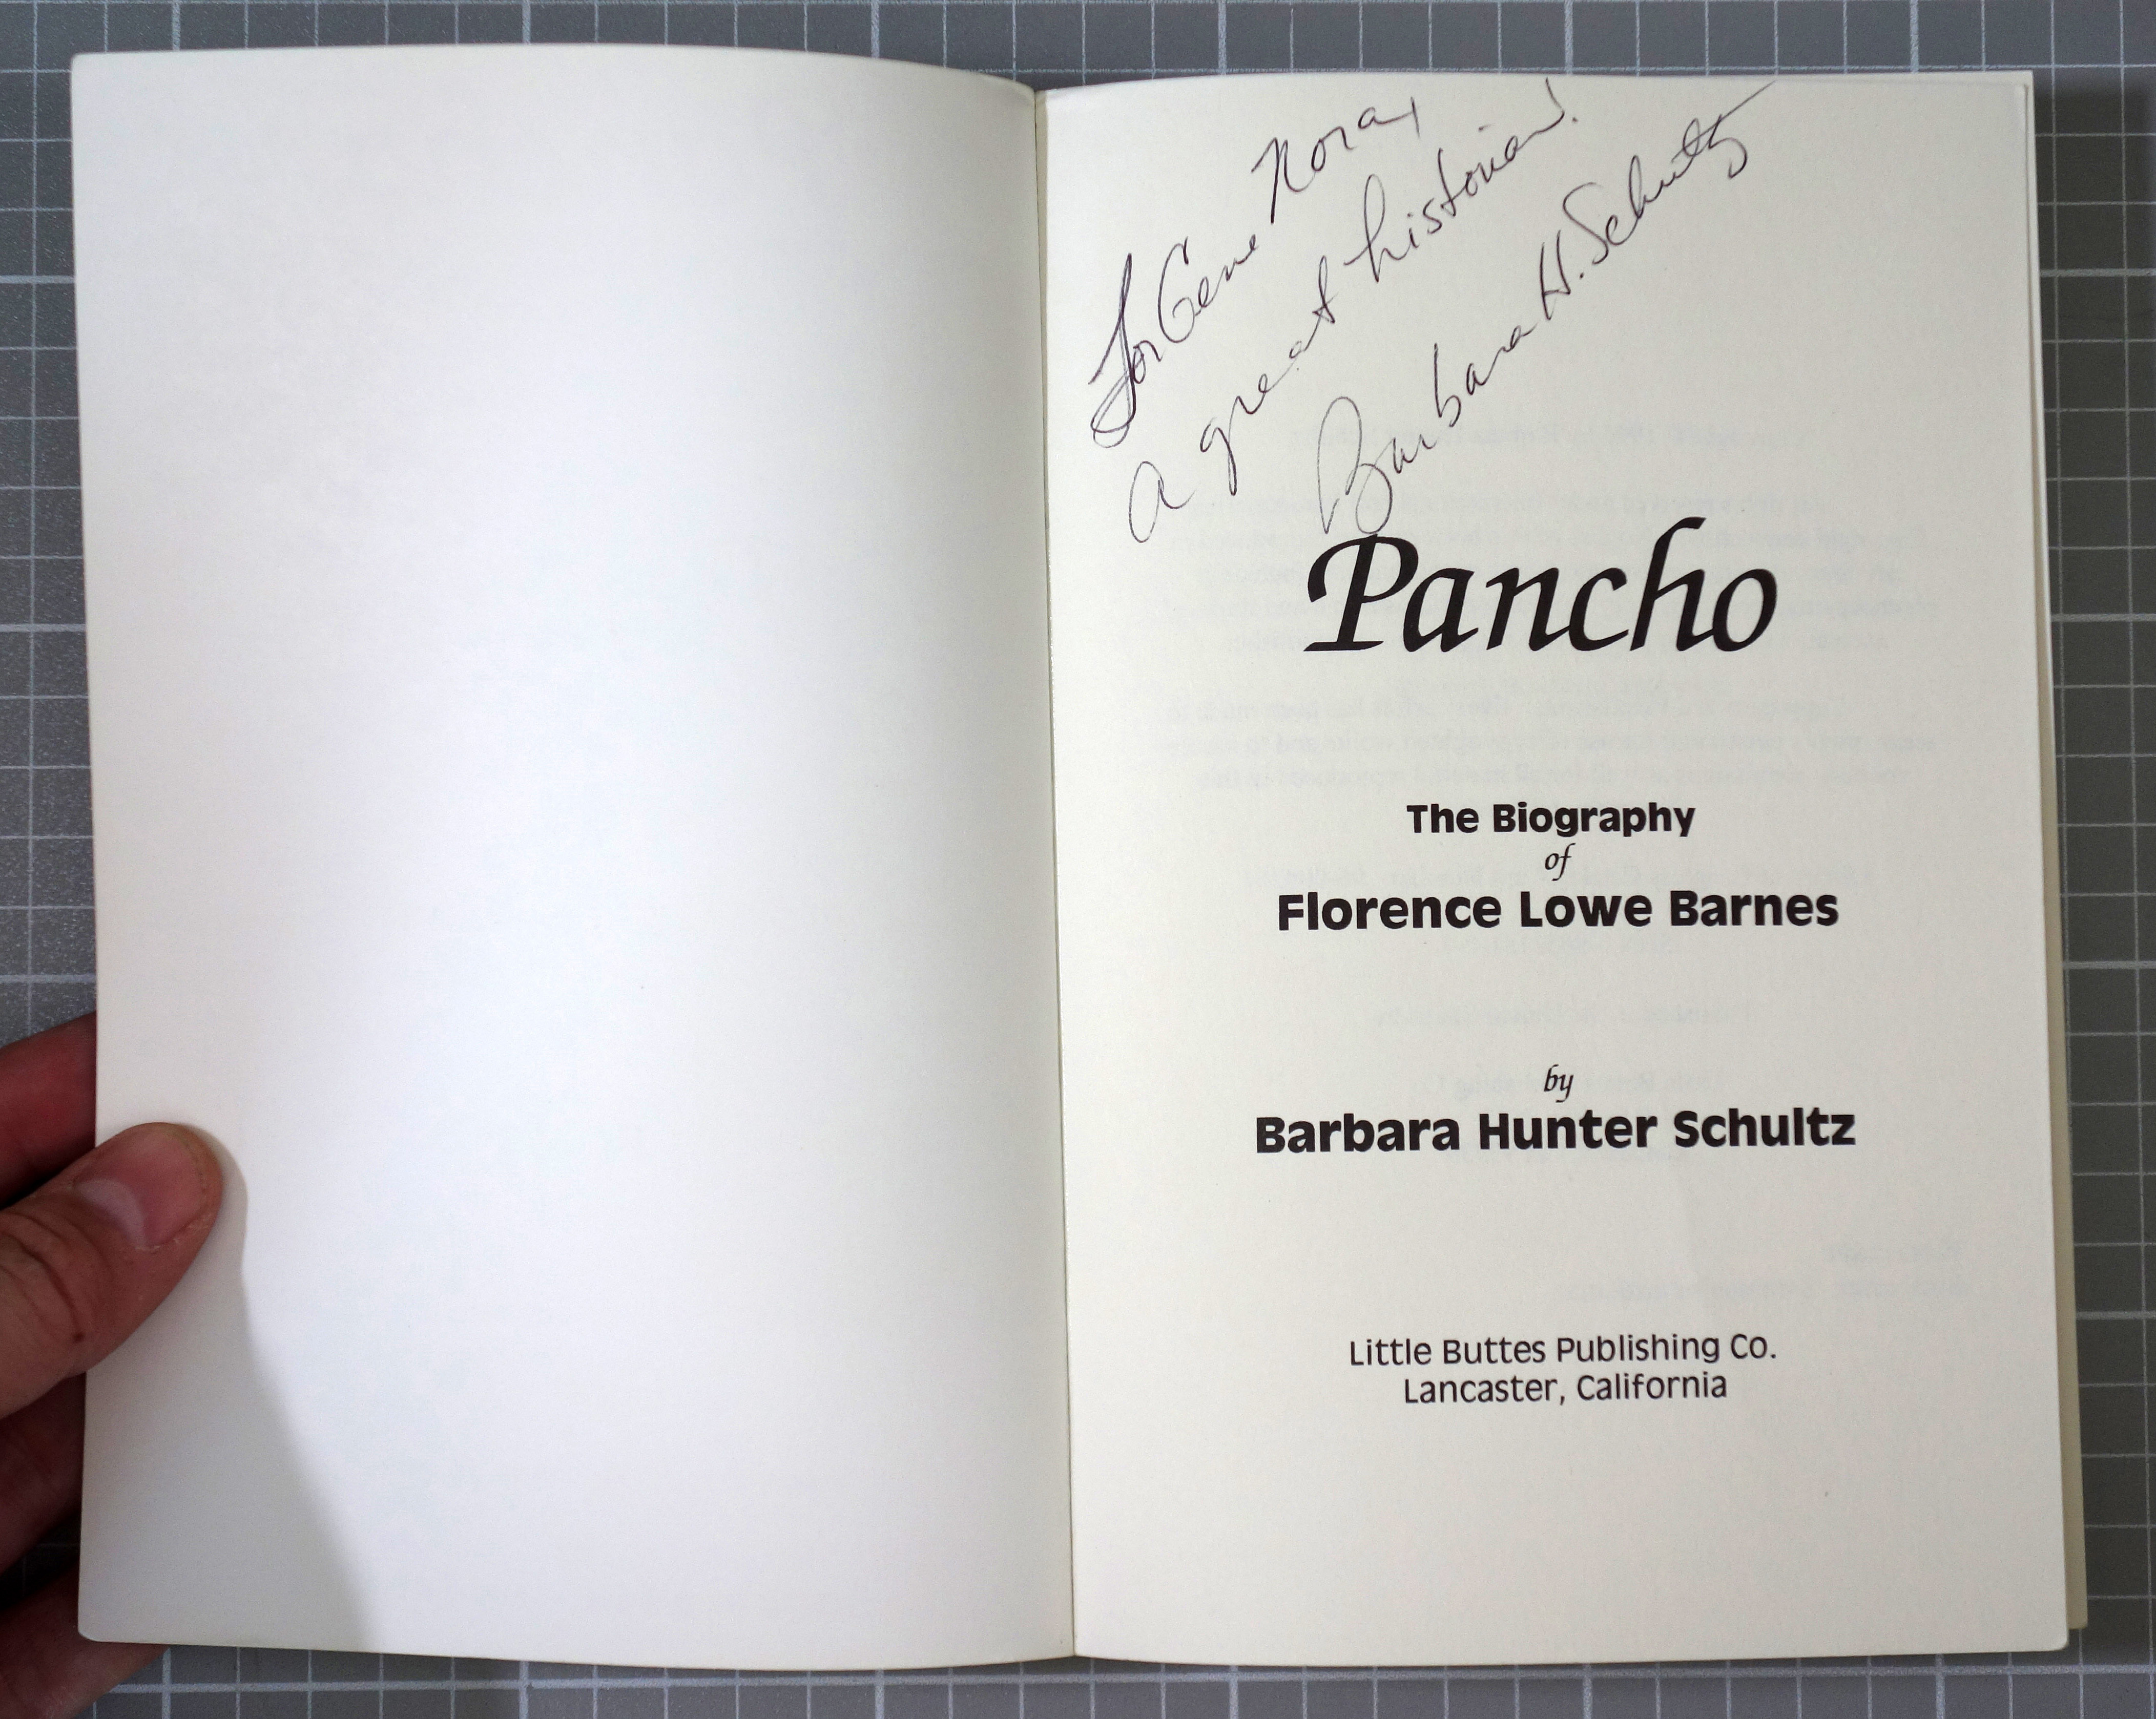 For Gene Nora,
A great historian!
Barbara H. Schultz
Pancho
The Biography
of
Florence Lowe Barnes
by
Barbara Hunter Schultz
Little Buttes Publishing Co.
Lancaster, California